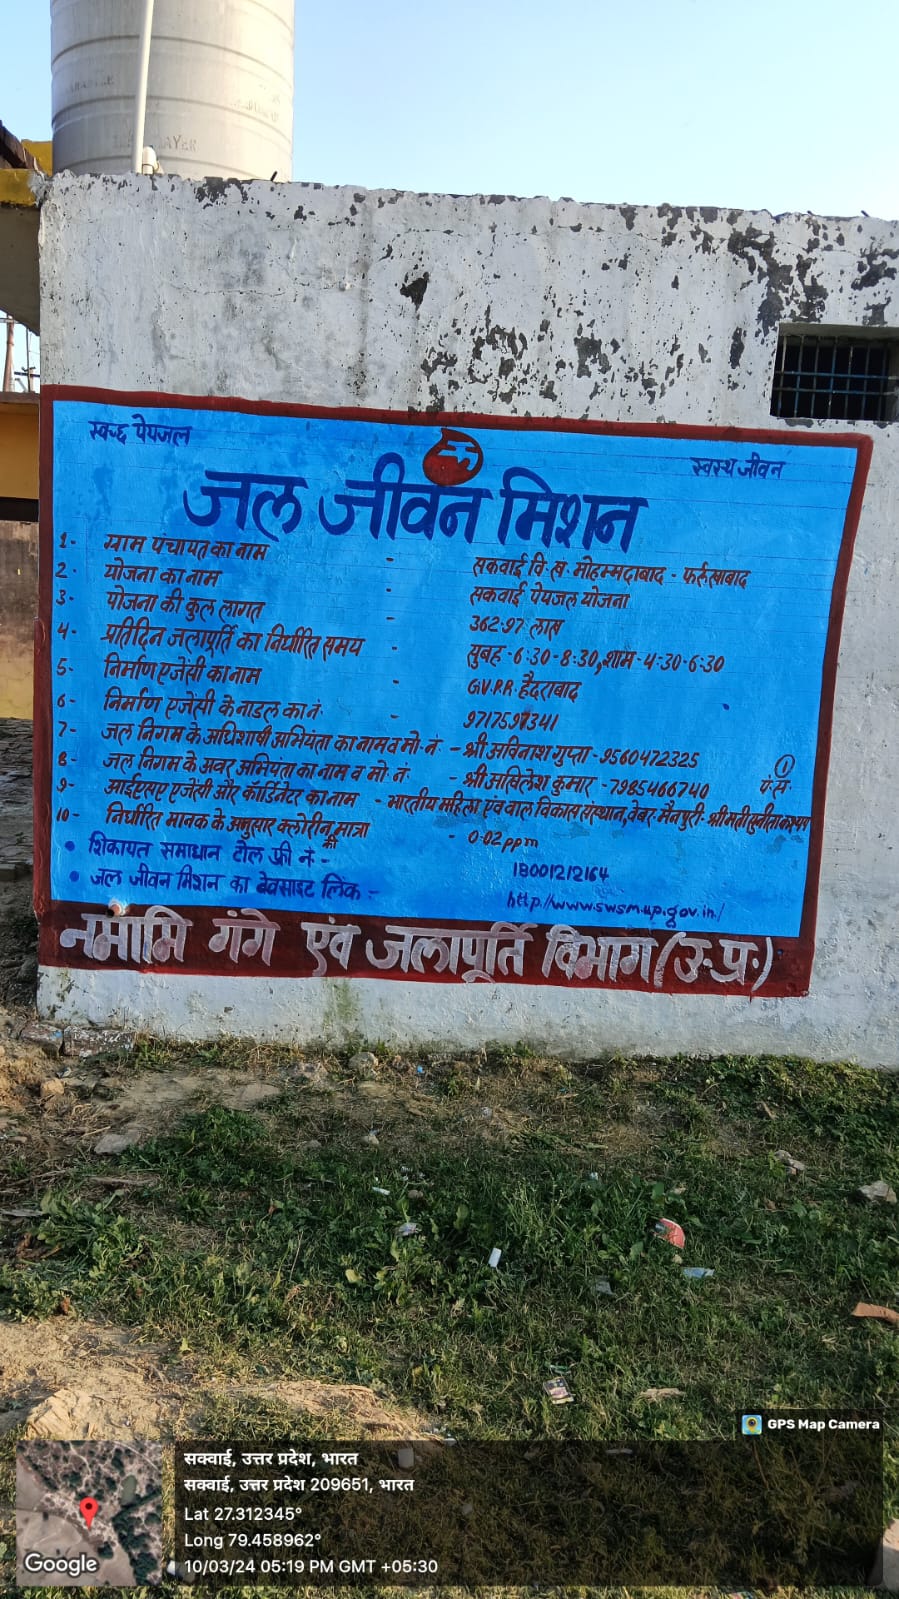 स्वच्छ पेयजल
स्वस्थ जीवन
जल जीवन मिशन
1- ग्राम पंचायत का नाम - सकवाई वि.ख. मोहम्मदाबाद - फर्रुखाबाद
2- योजना का नाम - सकवाई पेयजल योजना
3- योजना की कुल लागत - 362.97 लाख
4- प्रतिदिन जलापूर्ति का निर्धारित समय - सुबह-6:30-8:30, शाम-4:30-6:30
5- निर्माण एजेंसी का नाम - G.V.P.R. हैदराबाद
6- निर्माण एजेंसी के नाडल का नं. - 9717597341
7- जल निगम के अधिशाषी अभियंता का नाम व मो. नं. - श्री अविनाश गुप्ता - 9560472325
8- जल निगम के अवर अभियंता का नाम व मो. नं. - श्री अखिलेश कुमार - 7985466740
1 पं.सं.
9- आईएसए एजेंसी और कॉर्डिनेटर का नाम - भारतीय महिला एवं बाल विकास संस्थान, बेबर-मैनपुरी- श्रीमती सुनीता कश्यप
10- निर्धारित मानक के अनुसार क्लोरीन की मात्रा - 0.02 ppm
• शिकायत समाधान टोल फ्री नं - 18001212164
• जल जीवन मिशन का बेवसाइट लिंक - http://www.swsm.up.gov.in/
नमामि गंगे एवं जलापूर्ति विभाग (उ.प्र.)
GPS Map Camera
सक्वाई, उत्तर प्रदेश, भारत
सक्वाई, उत्तर प्रदेश 209651, भारत
Lat 27.312345°
Long 79.458962°
10/03/24 05:19 PM GMT +05:30
Google